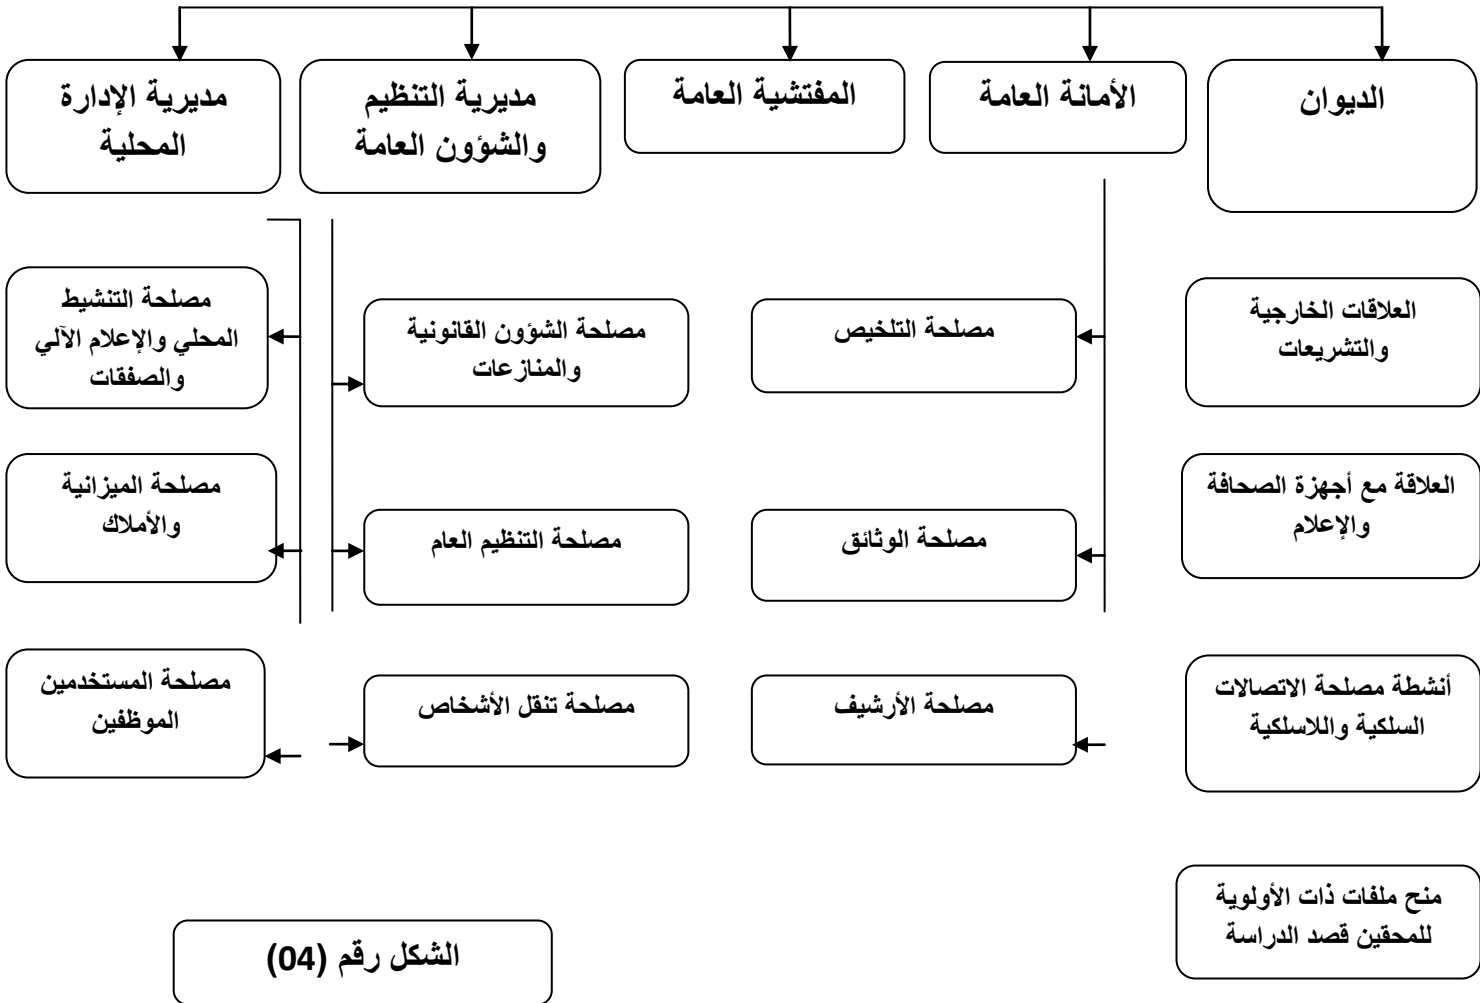 الديوان
الأمانة العامة
المفتشية العامة
مديرية التنظيم
والشؤون العامة
مديرية الإدارة
المحلية
العلاقات الخارجية
والتشريعات
مصلحة التلخيص
مصلحة الشؤون القانونية
والمنازعات
مصلحة التنشيط
المحلي والإعلام الآلي
والصفقات
العلاقة مع أجهزة الصحافة
والإعلام
مصلحة الوثائق
مصلحة التنظيم العام
مصلحة الميزانية
والأملاك
أنشطة مصلحة الاتصالات
السلكية واللاسلكية
مصلحة الأرشيف
مصلحة تنقل الأشخاص
مصلحة المستخدمين
الموظفين
منح ملفات ذات الأولوية
للمحقين قصد الدراسة
الشكل رقم (04)